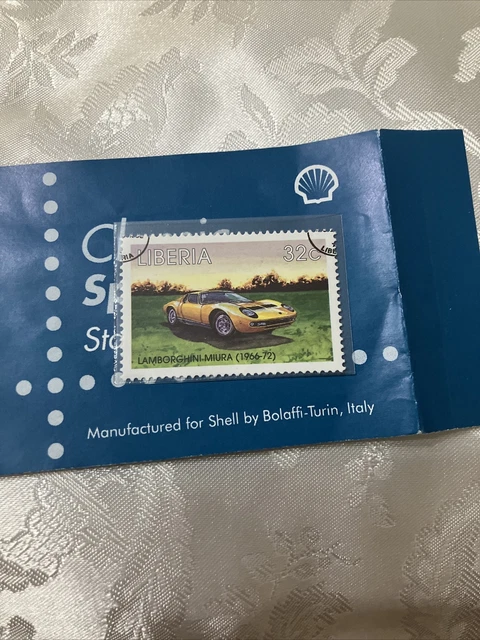 LIBERIA 32c
LAMBORGHINI-MIURA (1966-72)
Manufactured for Shell by Bolaffi-Turin, Italy